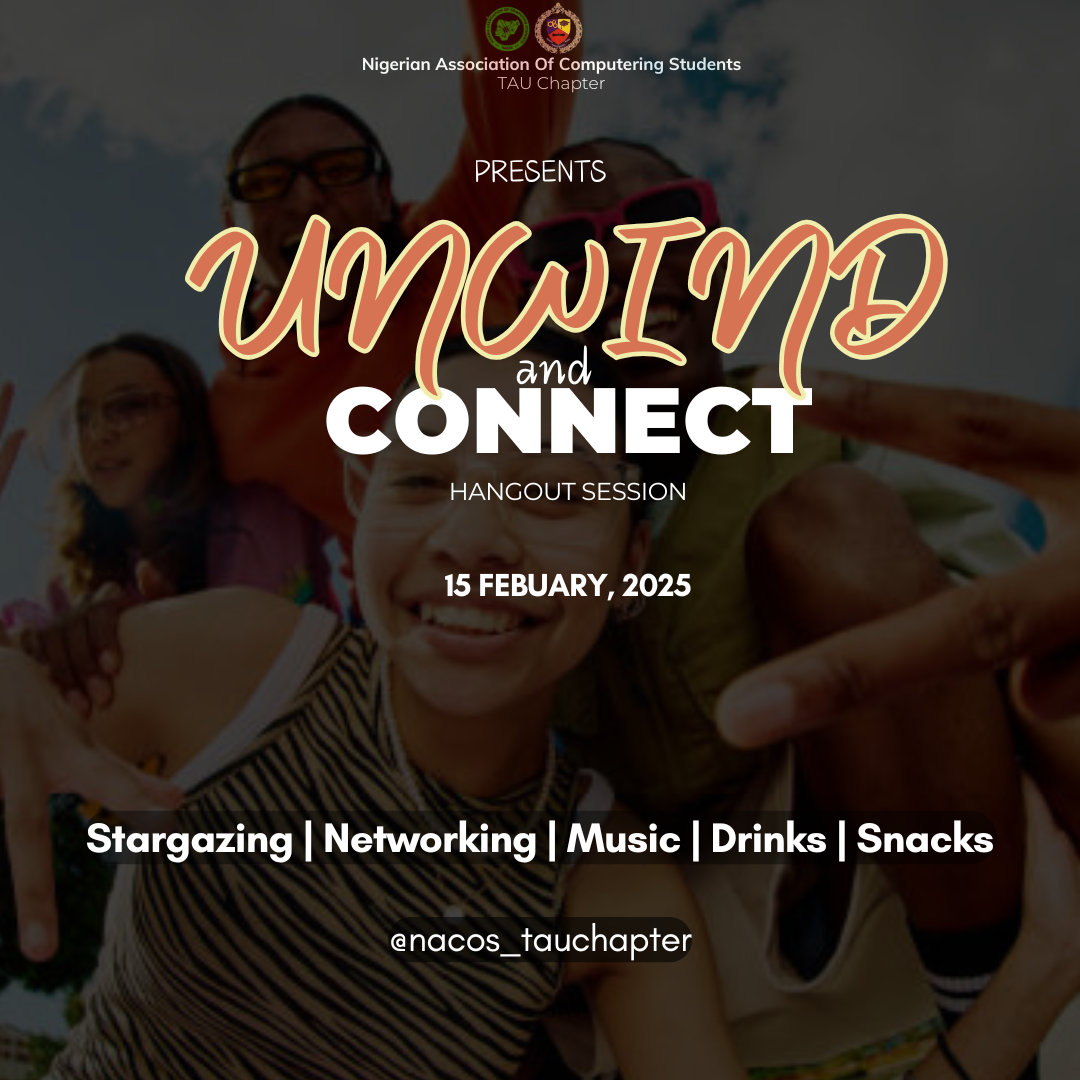 Nigerian Association Of Computering Students
TAU Chapter
PRESENTS
UNWIND
and
CONNECT
HANGOUT SESSION
15 FEBUARY, 2025
Stargazing | Networking | Music | Drinks | Snacks
@nacos_tauchapter